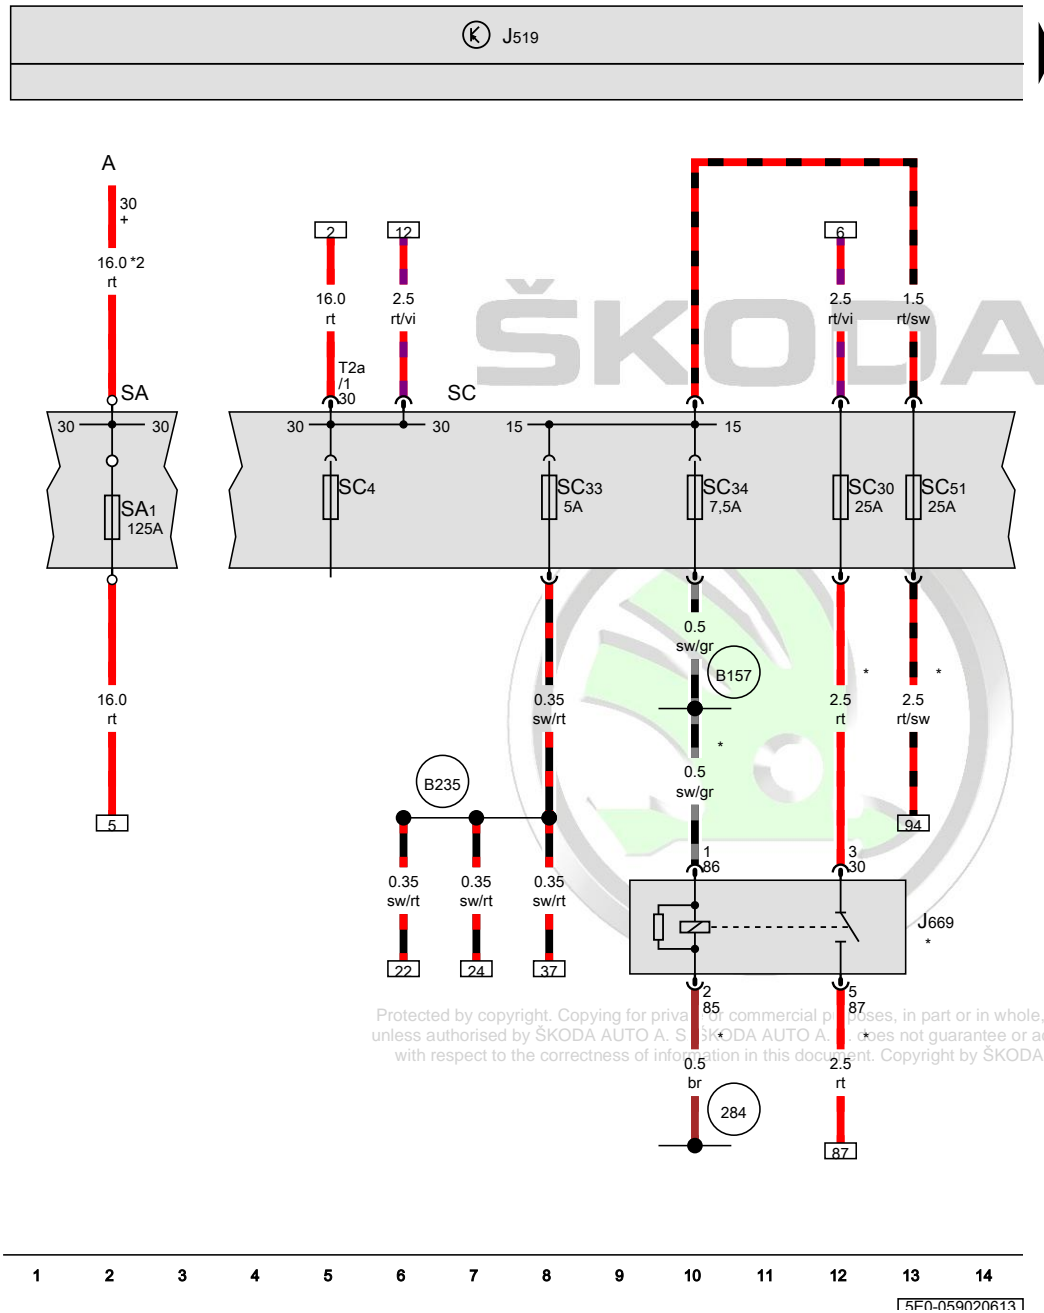 J519
A
30
+
2
12
6
16.0 *2
rt
16.0
rt
2.5
rt/vi
2.5
rt/vi
1.5
rt/sw
ŠKODA
T2a
/1
30
SA
SC
30
30
30
30
15
15
SA1
125A
SC4
SC33
5A
SC34
7,5A
SC30
25A
SC51
25A
0.5
sw/gr
B157
*
*
16.0
rt
0.35
sw/rt
2.5
rt
2.5
rt/sw
*
0.5
sw/gr
B235
5
94
1
86
3
30
0.35
sw/rt
0.35
sw/rt
0.35
sw/rt
J669
*
22
24
37
2
85
5
87
*
*
Protected by copyright. Copying for priva or commercial p poses, in part or in whole,
unless authorised by ŠKODA AUTO A. S ŠKODA AUTO A. . does not guarantee or a
with respect to the correctness of information in this document. Copyright by ŠKODA
0.5
br
2.5
rt
284
87
1 2 3 4 5 6 7 8 9 10 11 12 13 14
5E0-059020613